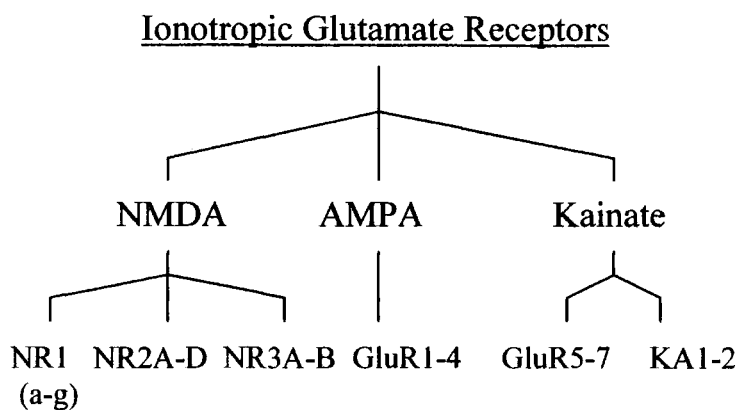 Ionotropic Glutamate Receptors
NMDA AMPA Kainate
NR1 NR2A-D NR3A-B GluR1-4 GluR5-7 KA1-2
(a-g)